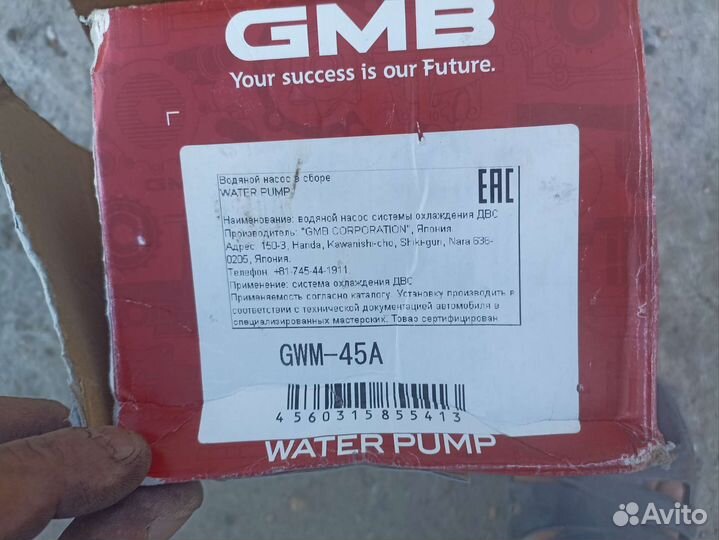 GMB
Your success is our Future.
Водяной насос в сборе
WATER PUMP
EAC
Наименование: водяной насос системы охлаждения ДВС
Производитель: "GMB CORPORATION", Япония
Адрес: 150-3, Handa, Kawanishi-cho, Shiki-gun, Nara 636-
0205, Япония.
Телефон: +81-745-44-1911
Применение: система охлаждения ДВС
Применяемость согласно каталогу. Установку производить в
соответствии с технической документацией автомобиля в
специализированных мастерских. Товар сертифицирован
GWM-45A
4560315855413
WATER PUMP
Avito